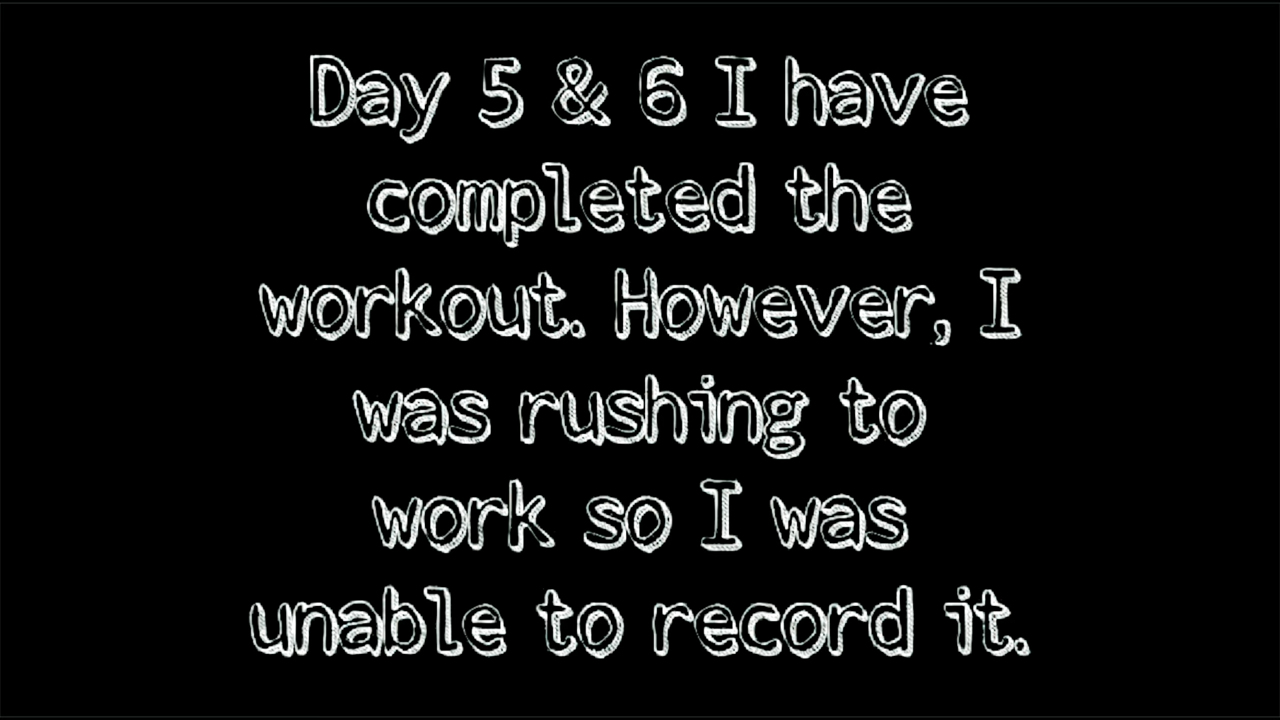 Day 5 & 6 I have
completed the
workout. However, I
was rushing to
work so I was
unable to record it.